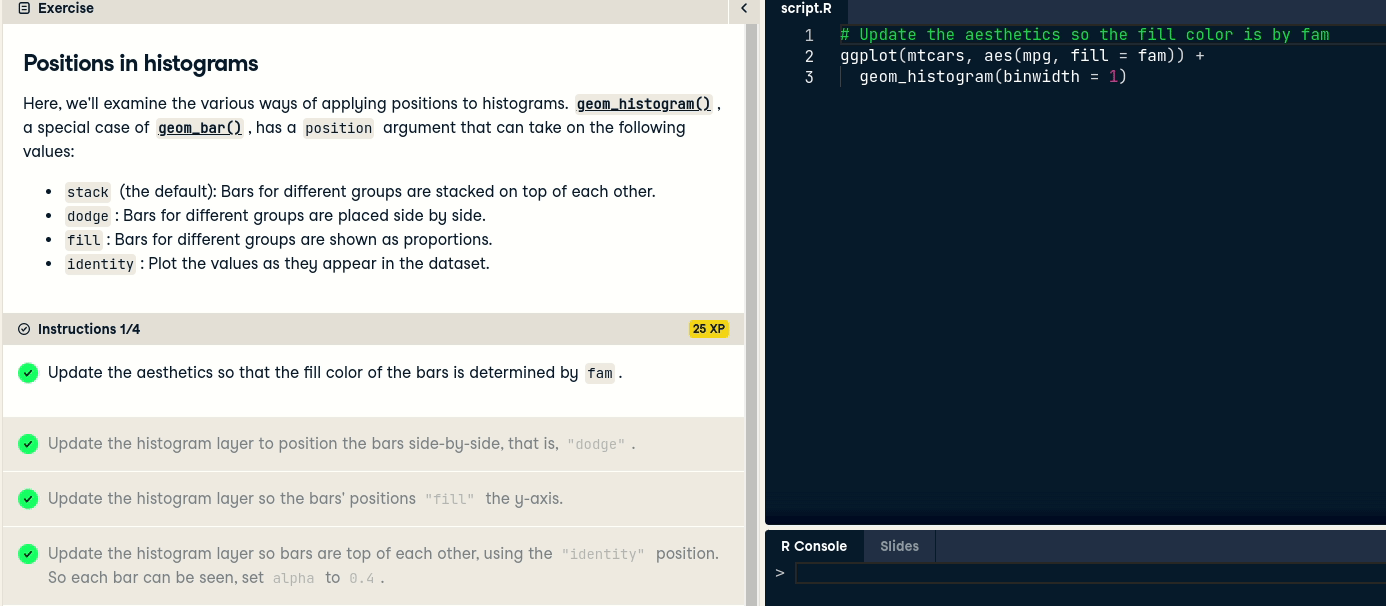 Exercise
Positions in histograms
Here, we'll examine the various ways of applying positions to histograms. geom_histogram() ,
a special case of geom_bar() , has a position argument that can take on the following
values:
• stack (the default): Bars for different groups are stacked on top of each other.
• dodge : Bars for different groups are placed side by side.
• fill : Bars for different groups are shown as proportions.
• identity : Plot the values as they appear in the dataset.
Instructions 1/4
25 XP
Update the aesthetics so that the fill color of the bars is determined by fam .
Update the histogram layer to position the bars side-by-side, that is, "dodge" .
Update the histogram layer so the bars' positions "fill" the y-axis.
Update the histogram layer so bars are top of each other, using the "identity" position.
So each bar can be seen, set alpha to 0.4 .
script.R
1 # Update the aesthetics so the fill color is by fam
2 ggplot(mtcars, aes(mpg, fill = fam)) +
3   geom_histogram(binwidth = 1)
R Console
Slides
>